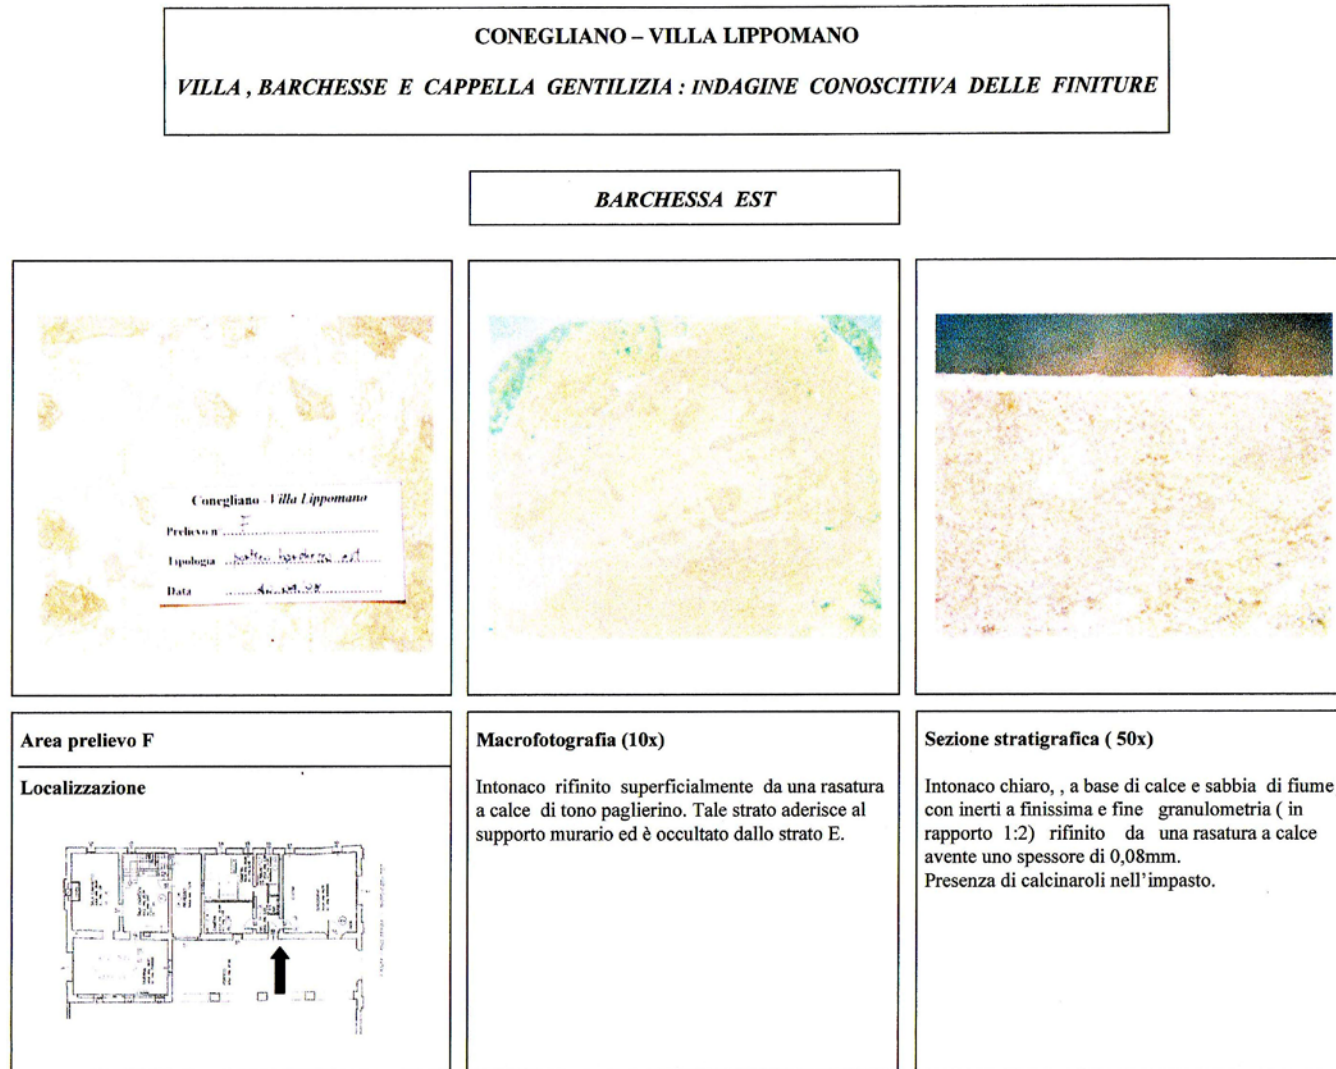 CONEGLIANO – VILLA LIPPOMANO
VILLA , BARCHESSE E CAPPELLA GENTILIZIA : INDAGINE CONOSCITIVA DELLE FINITURE
BARCHESSA EST
Conegliano - Villa Lippomano
Prelievo n° F
Tipologia barchessa est
Data
Area prelievo F
Localizzazione
Macrofotografia (10x)
Intonaco rifinito superficialmente da una rasatura
a calce di tono paglierino. Tale strato aderisce al
supporto murario ed è occultato dallo strato E.
Sezione stratigrafica ( 50x)
Intonaco chiaro, , a base di calce e sabbia di fiume
con inerti a finissima e fine granulometria ( in
rapporto 1:2) rifinito da una rasatura a calce
avente uno spessore di 0,08mm.
Presenza di calcinaroli nell'impasto.